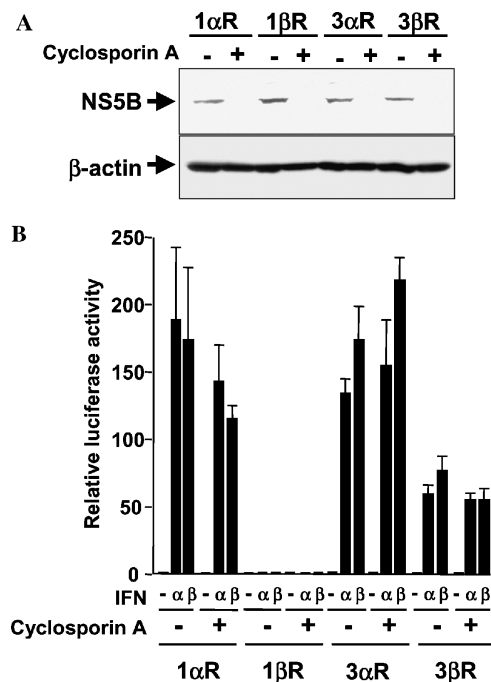 A
1αR 1βR 3αR 3βR
Cyclosporin A - + - + - + - +
NS5B
β-actin
B
Relative luciferase activity
250
200
150
100
50
0
IFN - α β - α β - α β - α β - α β - α β - α β - α β
Cyclosporin A - + - + - + - +
1αR 1βR 3αR 3βR